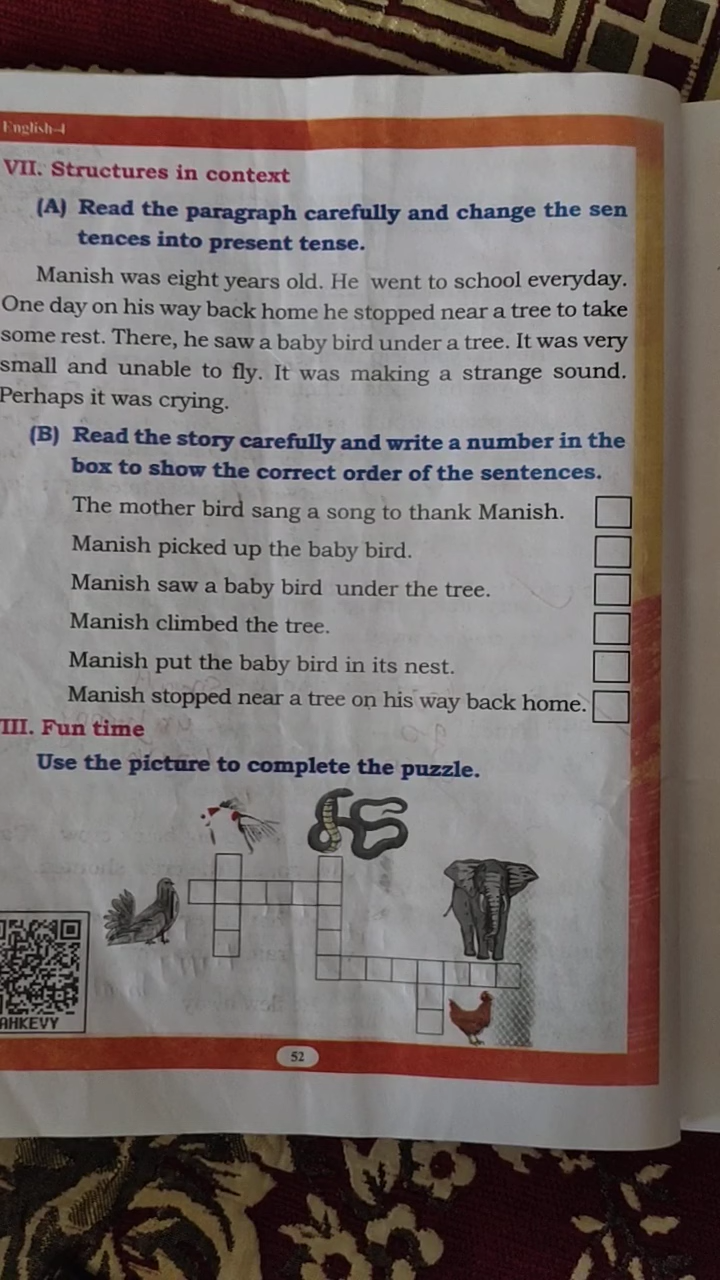 English-4
VII. Structures in context
(A) Read the paragraph carefully and change the sen
tences into present tense.
Manish was eight years old. He went to school everyday.
One day on his way back home he stopped near a tree to take
some rest. There, he saw a baby bird under a tree. It was very
small and unable to fly. It was making a strange sound.
Perhaps it was crying.
(B) Read the story carefully and write a number in the
box to show the correct order of the sentences.
The mother bird sang a song to thank Manish.
Manish picked up the baby bird.
Manish saw a baby bird under the tree.
Manish climbed the tree.
Manish put the baby bird in its nest.
Manish stopped near a tree on his way back home.
III. Fun time
Use the picture to complete the puzzle.
AHKEVY
52